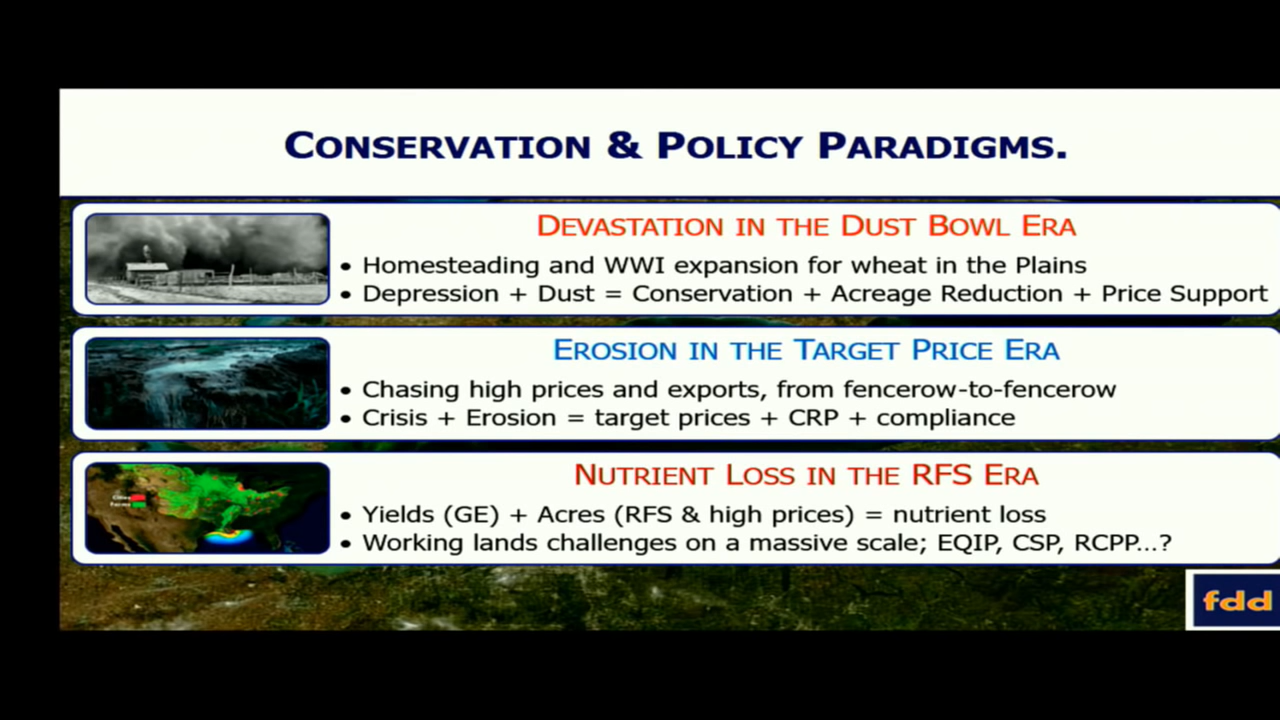 CONSERVATION & POLICY PARADIGMS.
DEVASTATION IN THE DUST BOWL ERA
• Homesteading and WWI expansion for wheat in the Plains
• Depression + Dust = Conservation + Acreage Reduction + Price Support
EROSION IN THE TARGET PRICE ERA
• Chasing high prices and exports, from fencerow-to-fencerow
• Crisis + Erosion = target prices + CRP + compliance
NUTRIENT LOSS IN THE RFS ERA
Cities
Farms
• Yields (GE) + Acres (RFS & high prices) = nutrient loss
• Working lands challenges on a massive scale; EQIP, CSP, RCPP...?
fdd